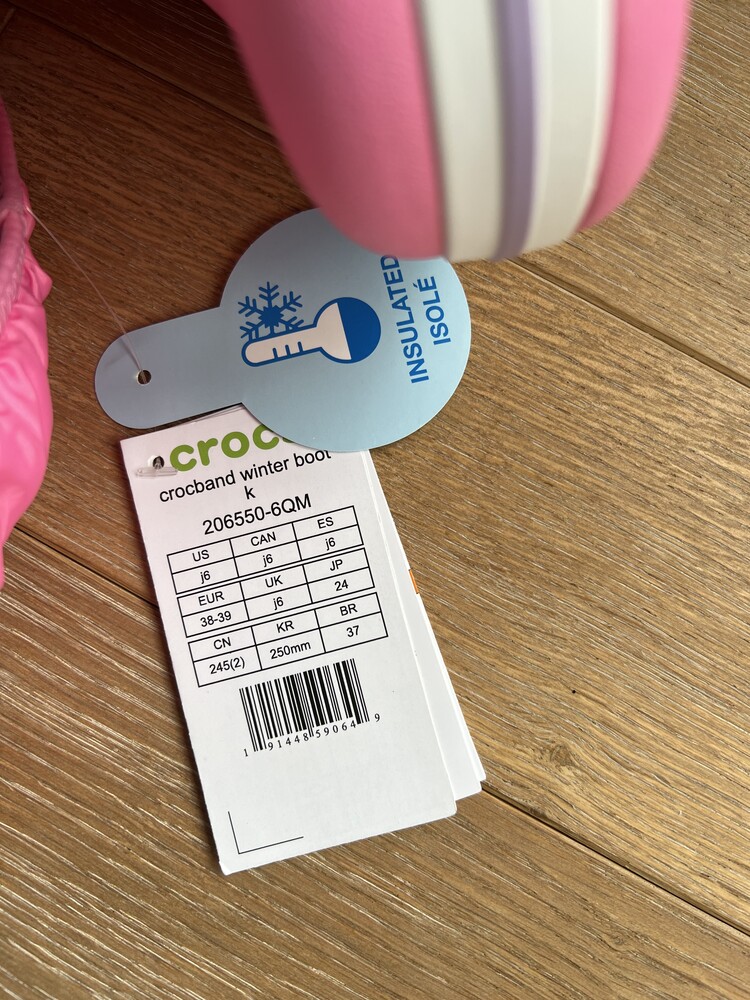 INSULATED
ISOLÉ
crocs
crocband winter boot
k
206550-6QM
US CAN ES
j6 j6 j6
EUR UK JP
38-39 j6 24
CN KR BR
245(2) 250mm 37
1 91448 59064 9